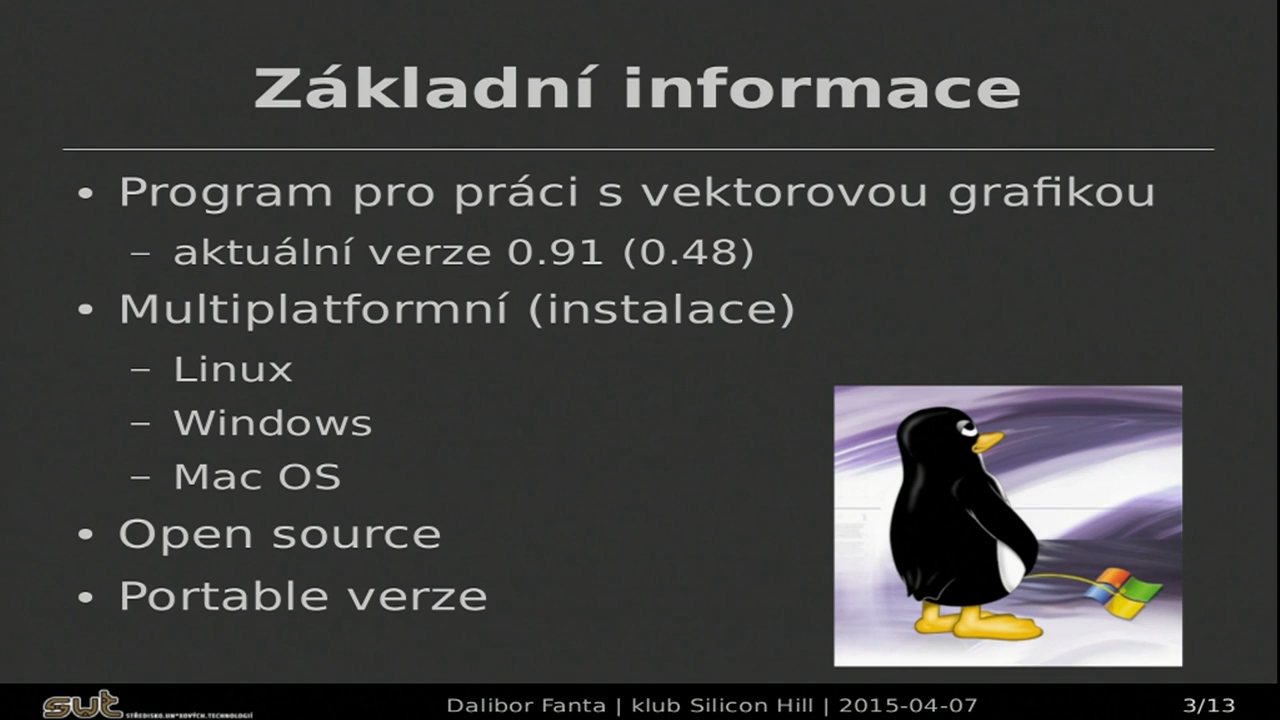 Základní informace
• Program pro práci s vektorovou grafikou
– aktuální verze 0.91 (0.48)
• Multiplatformní (instalace)
– Linux
– Windows
– Mac OS
• Open source
• Portable verze
sut
Dalibor Fanta | klub Silicon Hill | 2015-04-07
3/13